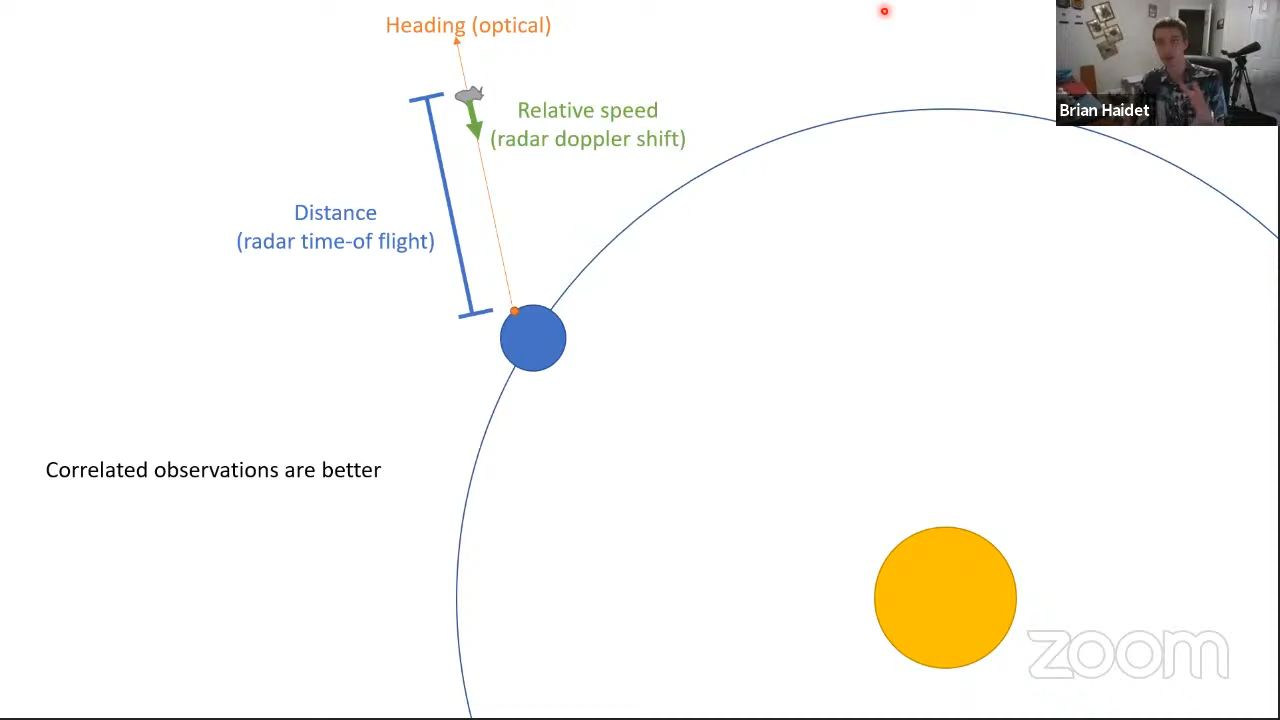 Heading (optical)
Brian Haidet
Relative speed
(radar doppler shift)
Distance
(radar time-of flight)
Correlated observations are better
zoom